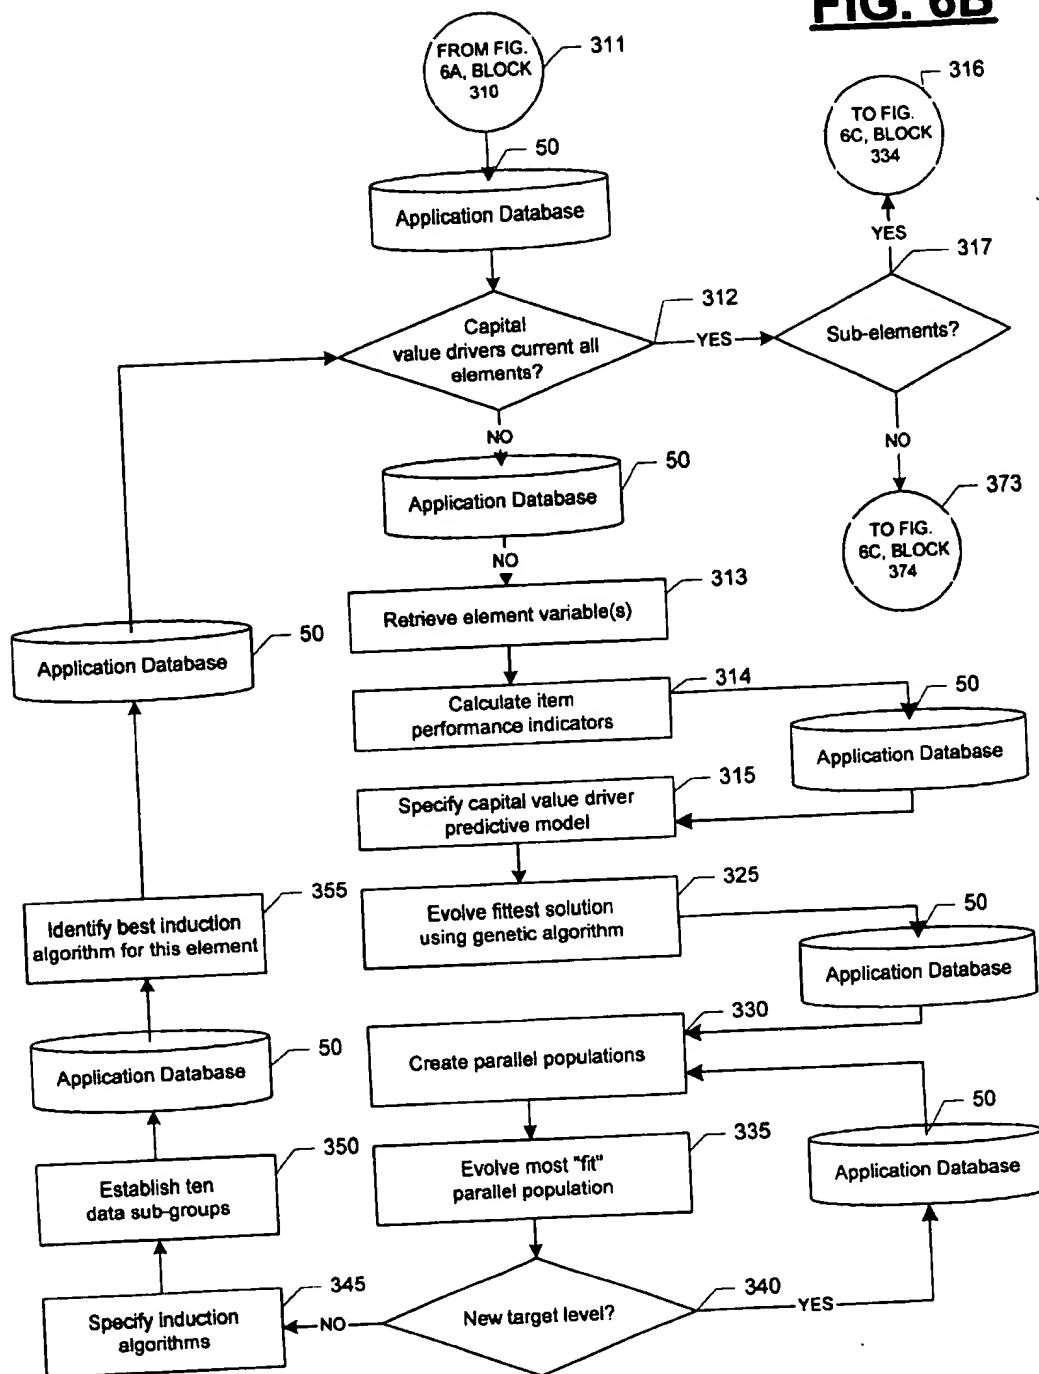 FIG. 6B
FROM FIG.
6A, BLOCK
310
311
316
TO FIG.
6C, BLOCK
334
50
Application Database
YES
317
312
Capital
value drivers current all
elements?
YES
Sub-elements?
NO
NO
50
Application Database
373
TO FIG.
6C, BLOCK
374
NO
313
Retrieve element variable(s)
50
Application Database
314
Calculate item
performance indicators
50
Application Database
315
Specify capital value driver
predictive model
325
Evolve fittest solution
using genetic algorithm
50
Application Database
355
Identify best induction
algorithm for this element
330
Create parallel populations
50
Application Database
50
Application Database
335
Evolve most "fit"
parallel population
350
Establish ten
data sub-groups
340
New target level?
YES
NO
345
Specify induction
algorithms